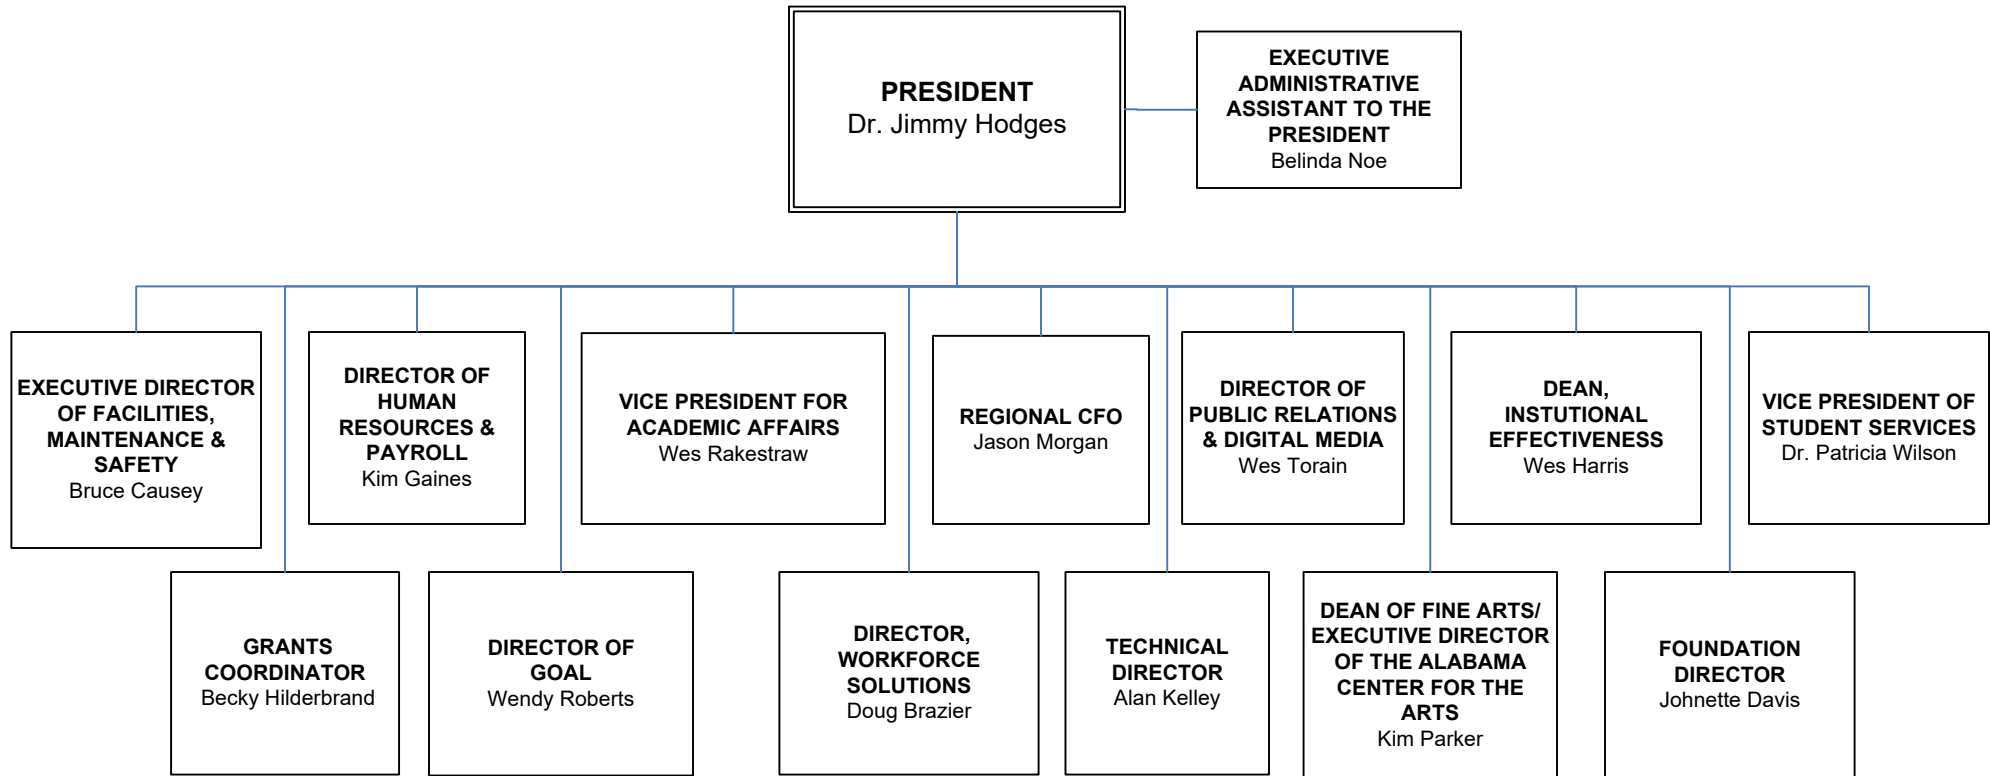 PRESIDENT
Dr. Jimmy Hodges
EXECUTIVE
ADMINISTRATIVE
ASSISTANT TO THE
PRESIDENT
Belinda Noe
EXECUTIVE DIRECTOR
OF FACILITIES,
MAINTENANCE &
SAFETY
Bruce Causey
DIRECTOR OF
HUMAN
RESOURCES &
PAYROLL
Kim Gaines
VICE PRESIDENT FOR
ACADEMIC AFFAIRS
Wes Rakestraw
REGIONAL CFO
Jason Morgan
DIRECTOR OF
PUBLIC RELATIONS
& DIGITAL MEDIA
Wes Torain
DEAN,
INSTUTIONAL
EFFECTIVENESS
Wes Harris
VICE PRESIDENT OF
STUDENT SERVICES
Dr. Patricia Wilson
GRANTS
COORDINATOR
Becky Hilderbrand
DIRECTOR OF
GOAL
Wendy Roberts
DIRECTOR,
WORKFORCE
SOLUTIONS
Doug Brazier
TECHNICAL
DIRECTOR
Alan Kelley
DEAN OF FINE ARTS/
EXECUTIVE DIRECTOR
OF THE ALABAMA
CENTER FOR THE
ARTS
Kim Parker
FOUNDATION
DIRECTOR
Johnette Davis